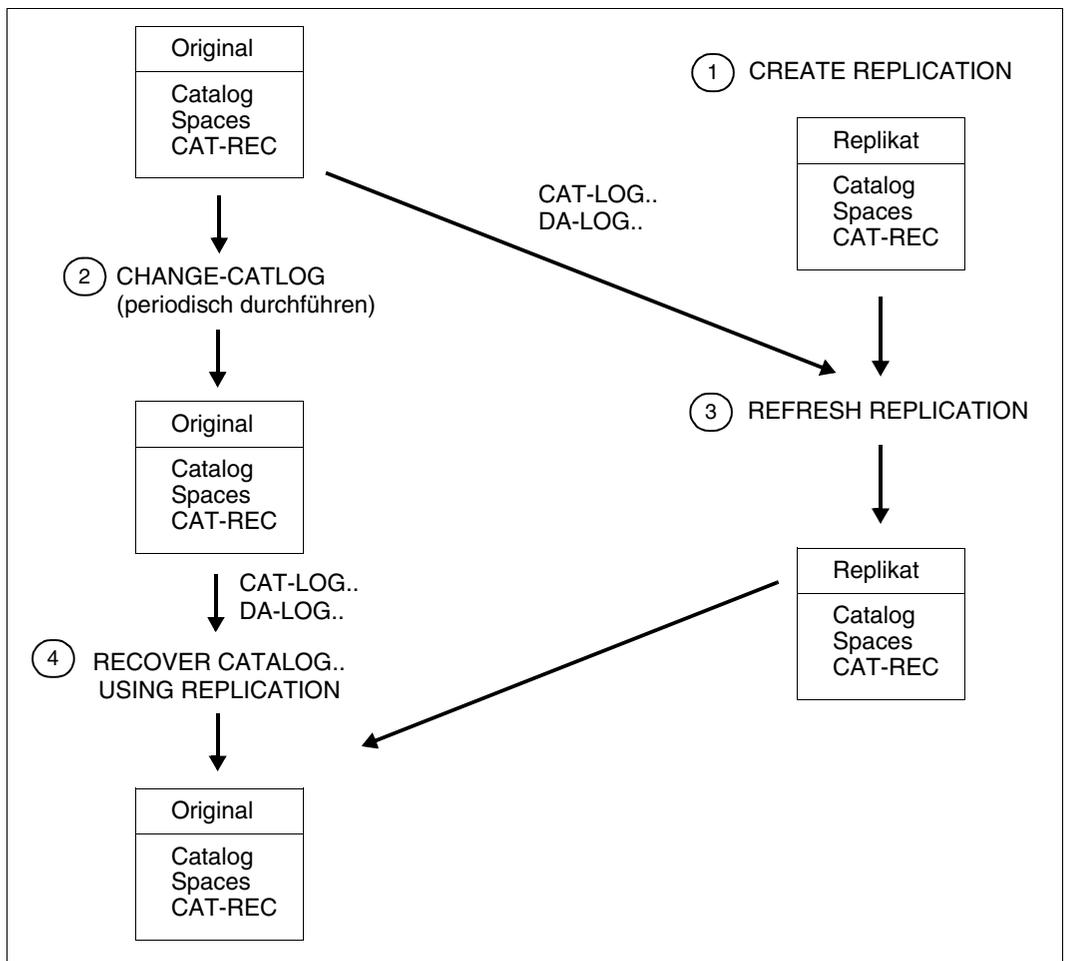 Original
Catalog
Spaces
CAT-REC
1 CREATE REPLICATION
Replikat
Catalog
Spaces
CAT-REC
CAT-LOG..
DA-LOG..
2 CHANGE-CATLOG
(periodisch durchführen)
Original
Catalog
Spaces
CAT-REC
3 REFRESH REPLICATION
CAT-LOG..
DA-LOG..
Replikat
Catalog
Spaces
CAT-REC
4 RECOVER CATALOG..
USING REPLICATION
Original
Catalog
Spaces
CAT-REC